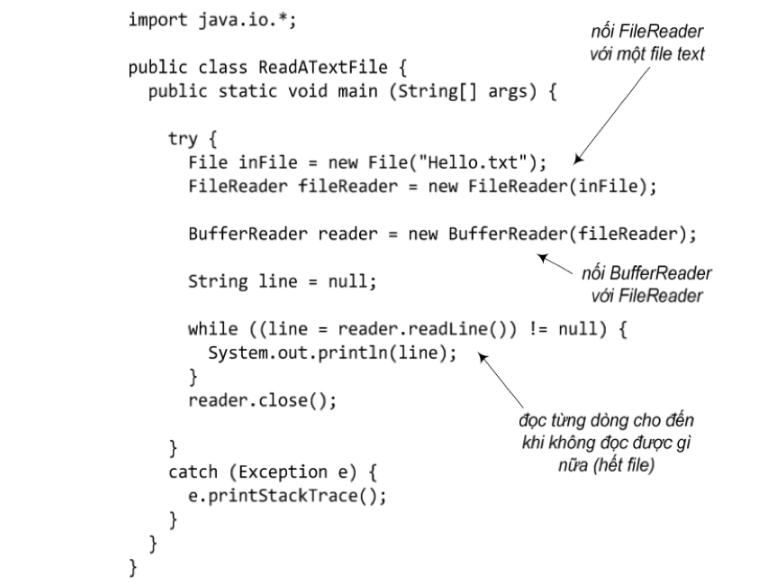 import java.io.*;
nối FileReader
với một file text
public class ReadATextFile {
public static void main (String[] args) {
try {
File inFile = new File("Hello.txt");
FileReader fileReader = new FileReader(inFile);
BufferReader reader = new BufferReader(fileReader);
nối BufferReader
với FileReader
String line = null;
while ((line = reader.readLine()) != null) {
System.out.println(line);
}
reader.close();
đọc từng dòng cho đến
khi không đọc được gì
nữa (hết file)
}
catch (Exception e) {
e.printStackTrace();
}
}
}